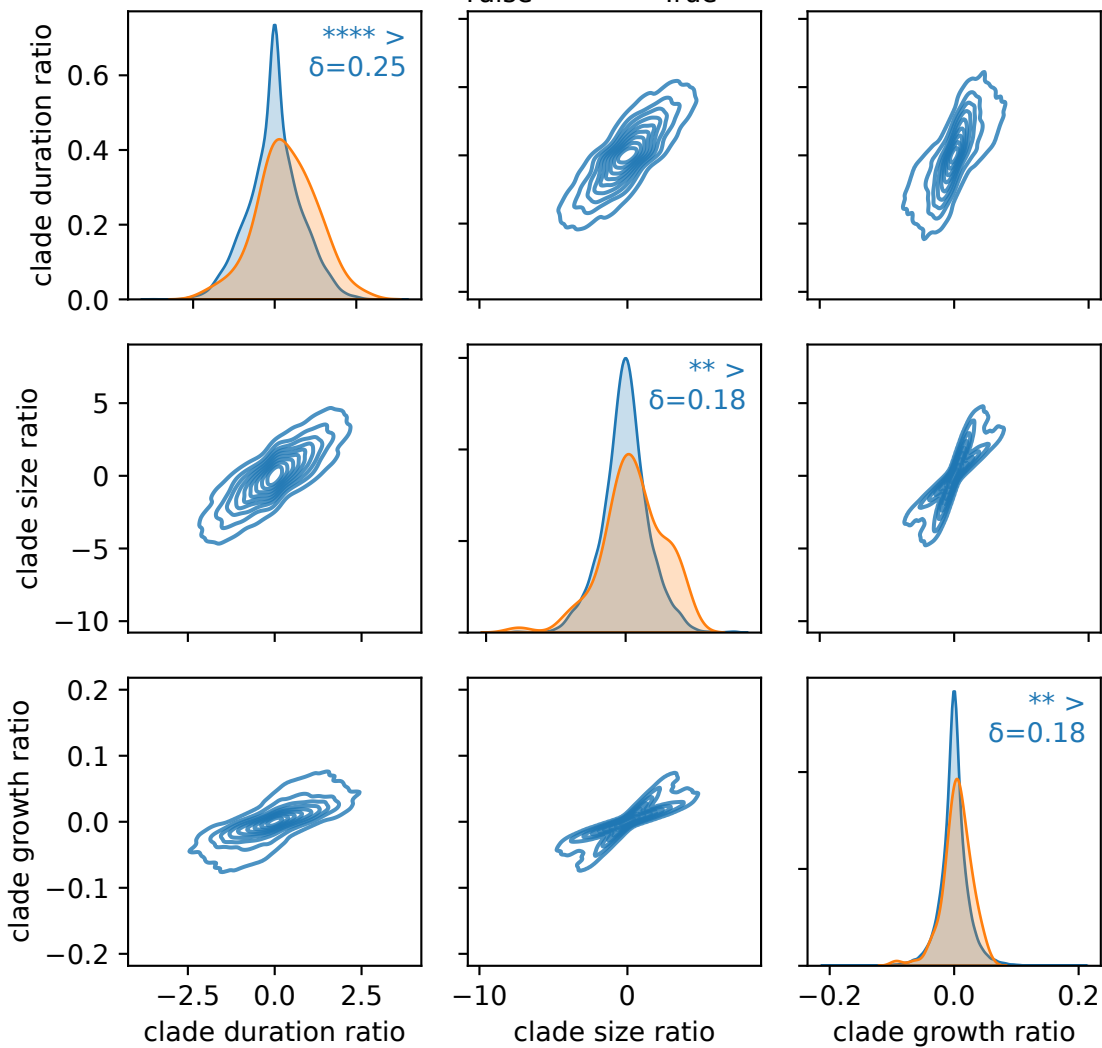 True
clade duration ratio
0.6
0.4
0.2
0.0
**** >
δ=0.25
clade size ratio
5
0
−5
−10
** >
δ=0.18
clade growth ratio
0.2
0.1
0.0
−0.1
−0.2
** >
δ=0.18
−2.5
0.0
2.5
−10
0
−0.2
0.0
0.2
clade duration ratio
clade size ratio
clade growth ratio